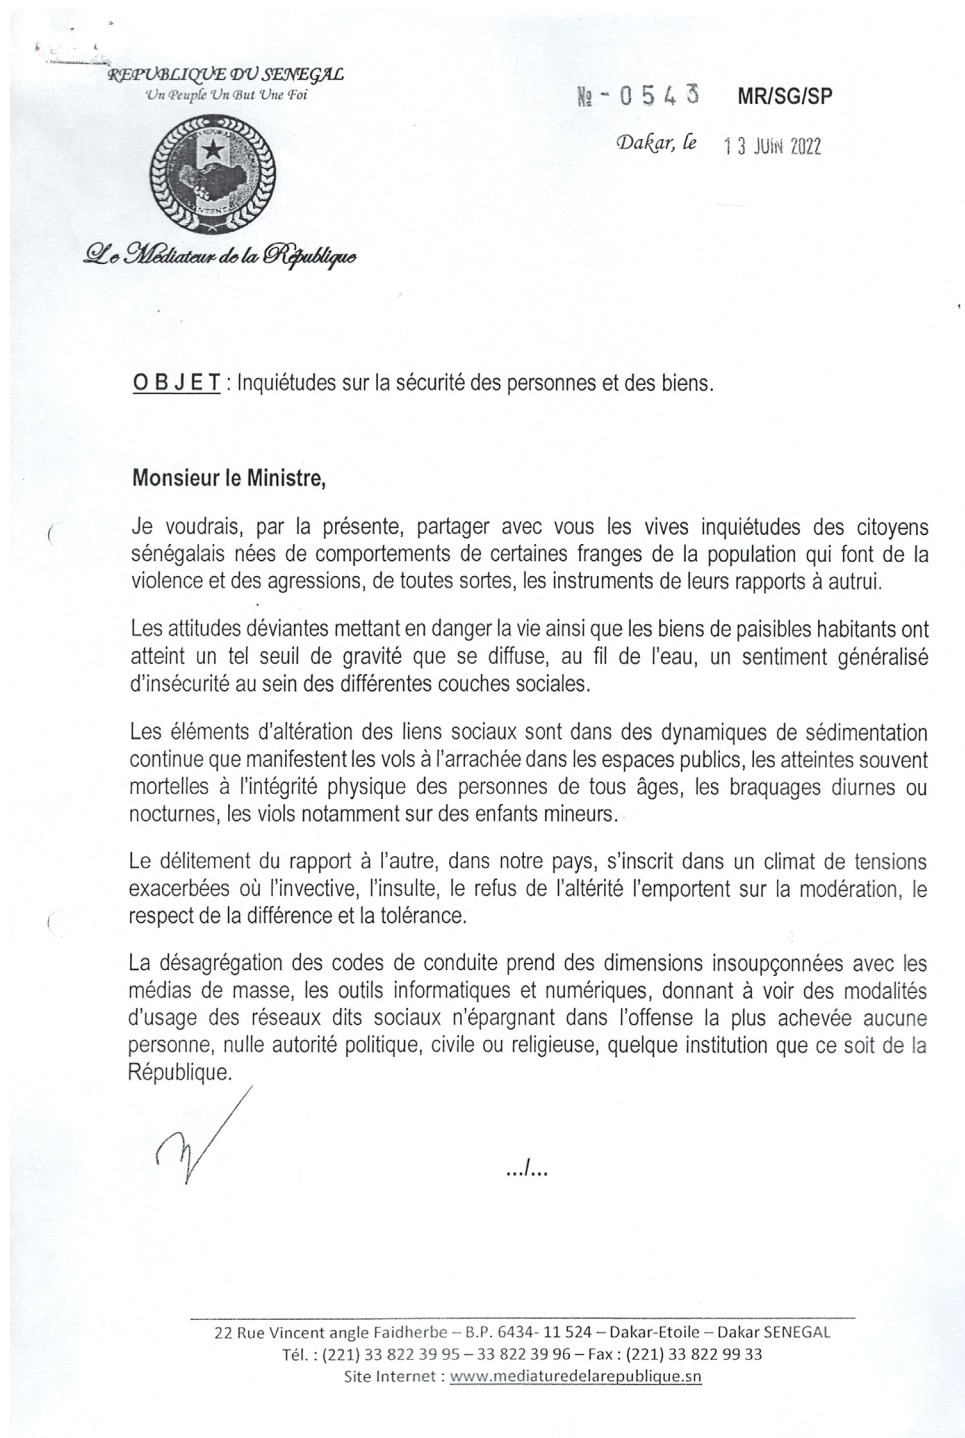 REPUBLIQUE DU SENEGAL
Un Peuple Un But Une Foi
Le Médiateur de la République
№ - 0543 MR/SG/SP
Dakar, le 13 JUIN 2022
OBJET : Inquiétudes sur la sécurité des personnes et des biens.
Monsieur le Ministre,
Je voudrais, par la présente, partager avec vous les vives inquiétudes des citoyens
sénégalais nées de comportements de certaines franges de la population qui font de la
violence et des agressions, de toutes sortes, les instruments de leurs rapports à autrui.
Les attitudes déviantes mettant en danger la vie ainsi que les biens de paisibles habitants ont
atteint un tel seuil de gravité que se diffuse, au fil de l'eau, un sentiment généralisé
d'insécurité au sein des différentes couches sociales.
Les éléments d'altération des liens sociaux sont dans des dynamiques de sédimentation
continue que manifestent les vols à l'arrachée dans les espaces publics, les atteintes souvent
mortelles à l'intégrité physique des personnes de tous âges, les braquages diurnes ou
nocturnes, les viols notamment sur des enfants mineurs.
Le délitement du rapport à l'autre, dans notre pays, s'inscrit dans un climat de tensions
exacerbées où l'invective, l'insulte, le refus de l'altérité l'emportent sur la modération, le
respect de la différence et la tolérance.
La désagrégation des codes de conduite prend des dimensions insoupçonnées avec les
médias de masse, les outils informatiques et numériques, donnant à voir des modalités
d'usage des réseaux dits sociaux n'épargnant dans l'offense la plus achevée aucune
personne, nulle autorité politique, civile ou religieuse, quelque institution que ce soit de la
République.
.../...
22 Rue Vincent angle Faidherbe – B.P. 6434- 11 524 – Dakar-Etoile – Dakar SENEGAL
Tél. : (221) 33 822 39 95 – 33 822 39 96 – Fax : (221) 33 822 99 33
Site Internet : www.mediaturedelarepublique.sn